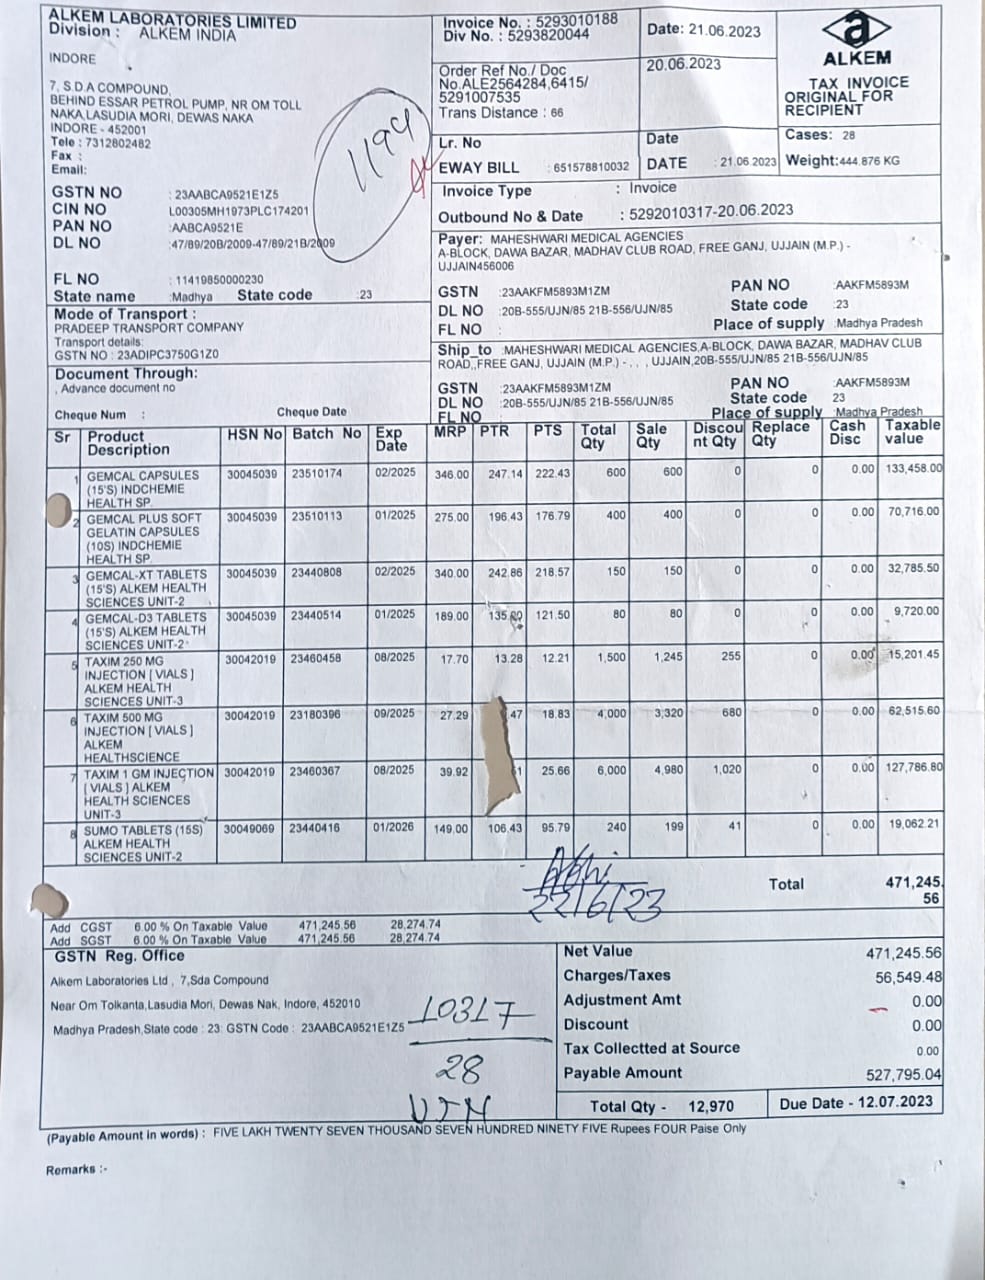 ALKEM LABORATORIES LIMITED
Division : ALKEM INDIA
INDORE
7, S.D.A COMPOUND,
BEHIND ESSAR PETROL PUMP, NR OM TOLL
NAKA,LASUDIA MORI, DEWAS NAKA
INDORE - 452001
Tele : 7312802482
Fax :
Email:
GSTN NO : 23AABCA9521E1Z5
CIN NO L00305MH1973PLC174201
PAN NO :AABCA9521E
DL NO :47/89/20B/2009-47/89/21B/2009
FL NO : 11419850000230
State name :Madhya State code :23
1194
Mode of Transport :
PRADEEP TRANSPORT COMPANY
Transport details:
GSTN NO : 23ADIPC3750G1Z0
Document Through:
, Advance document no
Cheque Num : Cheque Date
Invoice No. : 5293010188
Div No. : 5293820044
Date: 21.06.2023
Order Ref No./ Doc
No.ALE2564284,6415/
5291007535
Trans Distance : 66
20.06.2023
ALKEM
TAX INVOICE
ORIGINAL FOR
RECIPIENT
Lr. No Date
Cases: 28
EWAY BILL : 651578810032 DATE : 21.06 2023
Weight:444.876 KG
Invoice Type : Invoice
Outbound No & Date : 5292010317-20.06.2023
Payer: MAHESHWARI MEDICAL AGENCIES
A-BLOCK, DAWA BAZAR, MADHAV CLUB ROAD, FREE GANJ, UJJAIN (M.P.) -
UJJAIN456006
GSTN :23AAKFM5893M1ZM PAN NO :AAKFM5893M
DL NO :20B-555/UJN/85 21B-556/UJN/85 State code :23
FL NO : Place of supply :Madhya Pradesh
Ship_to :MAHESHWARI MEDICAL AGENCIES,A-BLOCK, DAWA BAZAR, MADHAV CLUB
ROAD,,FREE GANJ, UJJAIN (M.P.) - , , , UJJAIN,20B-555/UJN/85 21B-556/UJN/85
GSTN :23AAKFM5893M1ZM PAN NO :AAKFM5893M
DL NO :20B-555/UJN/85 21B-556/UJN/85 State code 23
FL NO : Place of supply :Madhya Pradesh
Sr Product Description HSN No Batch No Exp Date MRP PTR PTS Total Qty Sale Qty Discou nt Qty Replace Qty Cash Disc Taxable value
1 GEMCAL CAPSULES 30045039 23510174 02/2025 346.00 247.14 222.43 600 600 0 0 0.00 133,458.00
(15'S) INDCHEMIE
HEALTH SP
2 GEMCAL PLUS SOFT 30045039 23510113 01/2025 275.00 196.43 176.79 400 400 0 0 0.00 70,716.00
GELATIN CAPSULES
(10S) INDCHEMIE
HEALTH SP
3 GEMCAL-XT TABLETS 30045039 23440808 02/2025 340.00 242.86 218.57 150 150 0 0 0.00 32,785.50
(15'S) ALKEM HEALTH
SCIENCES UNIT-2
4 GEMCAL-D3 TABLETS 30045039 23440514 01/2025 189.00 121.50 80 80 0 0 0.00 9,720.00
(15'S) ALKEM HEALTH
SCIENCES UNIT-2
5 TAXIM 250 MG 30042019 23460458 08/2025 17.70 13.28 12.21 1,500 1,245 255 0 0.00 15,201.45
INJECTION [ VIALS ]
ALKEM HEALTH
SCIENCES UNIT-3
6 TAXIM 500 MG 30042019 23180396 09/2025 27.29 47 18.83 4,000 3,320 680 0 0.00 62,515.60
INJECTION [ VIALS ]
ALKEM
HEALTHSCIENCE
7 TAXIM 1 GM INJECTION 30042019 23460367 08/2025 39.92 1 25.66 6,000 4,980 1,020 0 0.00 127,786.80
[ VIALS ] ALKEM
HEALTH SCIENCES
UNIT-3
8 SUMO TABLETS (15S) 30049069 23440416 01/2026 149.00 106.43 95.79 240 199 41 0 0.00 19,062.21
ALKEM HEALTH
SCIENCES UNIT-2
22/6/23
Total 471,245.
56
Add CGST 6.00 % On Taxable Value 471,245.56 28,274.74
Add SGST 6.00 % On Taxable Value 471,245.56 28,274.74
GSTN Reg. Office
Alkem Laboratories Ltd , 7,Sda Compound
Near Om Tolkanta,Lasudia Mori, Dewas Nak, Indore, 452010
Madhya Pradesh,State code : 23: GSTN Code : 23AABCA9521E1Z5
10317
28
UJN
Net Value 471,245.56
Charges/Taxes 56,549.48
Adjustment Amt 0.00
Discount 0.00
Tax Collectted at Source 0.00
Payable Amount 527,795.04
Total Qty - 12,970 Due Date - 12.07.2023
(Payable Amount in words) : FIVE LAKH TWENTY SEVEN THOUSAND SEVEN HUNDRED NINETY FIVE Rupees FOUR Paise Only
Remarks :-